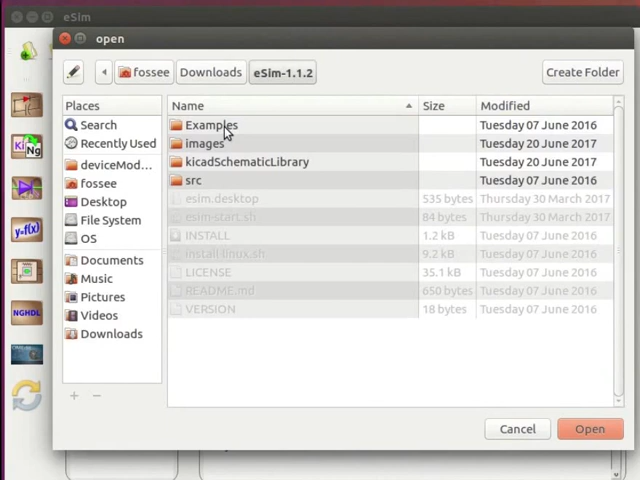 eSim
open
fossee Downloads eSim-1.1.2 Create Folder
Places Name Size Modified
Search Examples Tuesday 07 June 2016
Recently Used images Tuesday 20 June 2017
deviceMod... kicadSchematicLibrary Tuesday 20 June 2017
fossee src Tuesday 07 June 2016
Desktop esim.desktop 535 bytes Thursday 30 March 2017
File System esim-start.sh 84 bytes Thursday 30 March 2017
OS INSTALL 1.2 kB Tuesday 07 June 2016
install-linux.sh 9.2 kB Tuesday 07 June 2016
Documents LICENSE 35.1 kB Tuesday 07 June 2016
Music README.md 650 bytes Tuesday 07 June 2016
Pictures VERSION 18 bytes Tuesday 07 June 2016
Videos
Downloads
Ki Ng
y=f(x)
NGHDL
Cancel Open